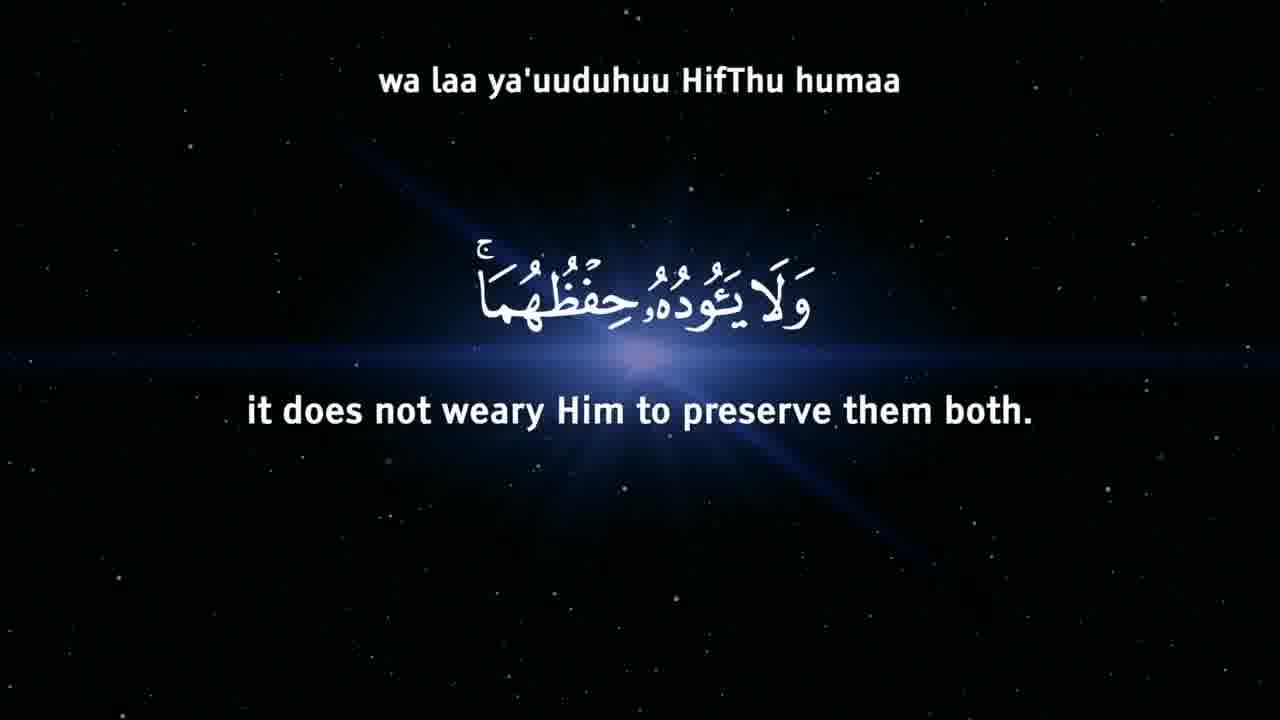 wa laa ya'uuduhuu HifThu humaa
وَلَا يَـُٔودُهُۥ حِفۡظُهُمَاۚ
it does not weary Him to preserve them both.